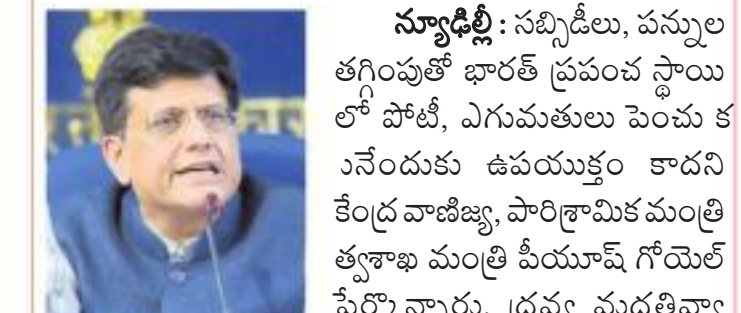 న్యూఢిల్లీ : సబ్సిడీలు, పన్నుల
తగ్గింపుతో భారత్ ప్రపంచ స్థాయి
లో పోటీ, ఎగుమతులు పెంచు క
ునేందుకు ఉపయుక్తం కాదని
కేంద్ర వాణిజ్య, పారిశ్రామిక మంత్రి
త్వశాఖ మంత్రి పీయూష్ గోయెల్
పేర్కొన్నారు.